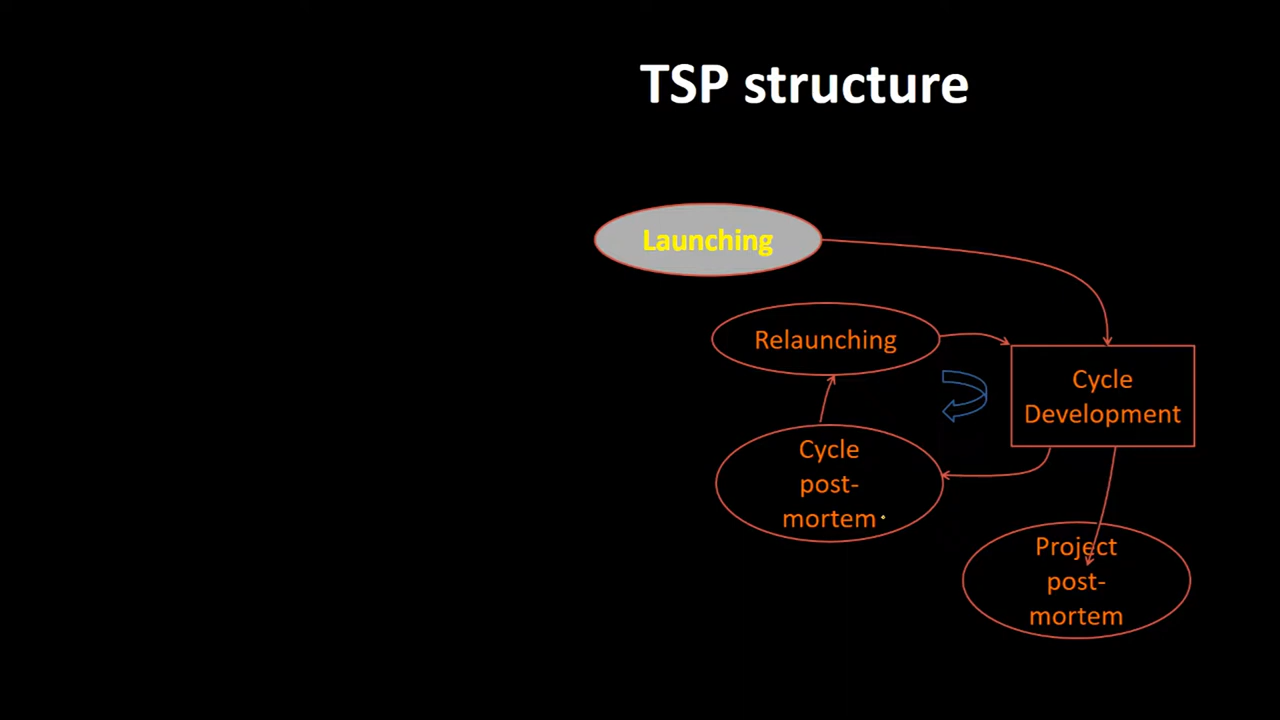 TSP structure
Launching
Relaunching
Cycle
Development
Cycle
post-
mortem
Project
post-
mortem